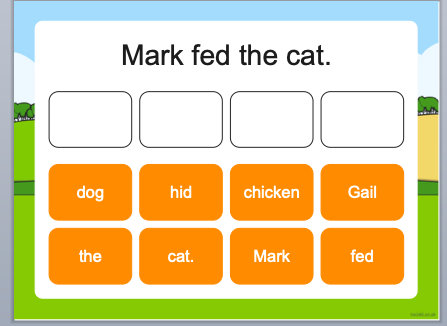 Mark fed the cat.
dog hid chicken Gail
the cat. Mark fed